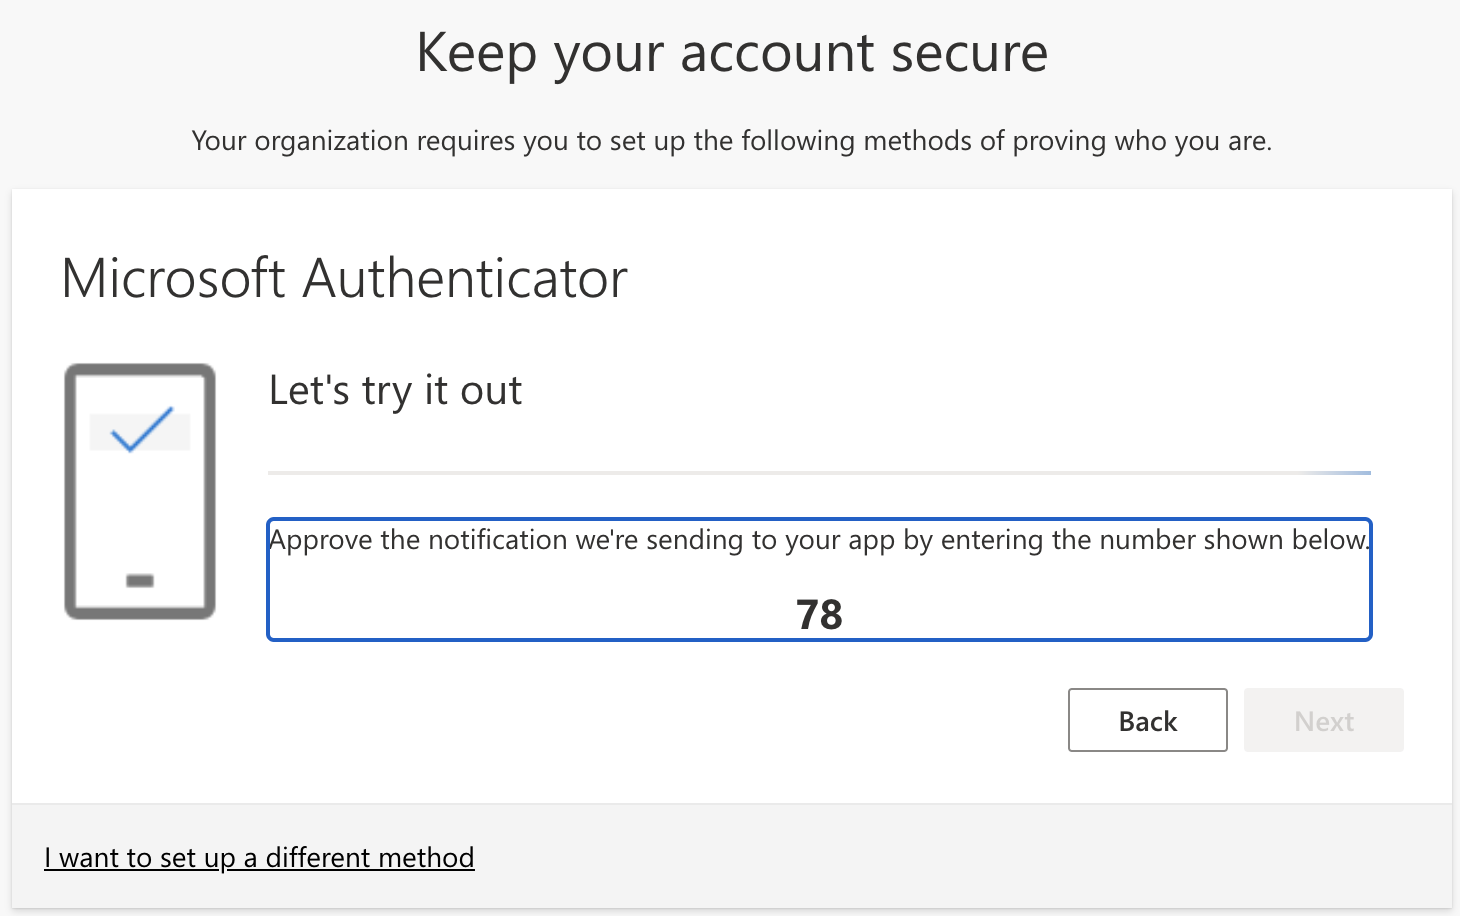 Keep your account secure
Your organization requires you to set up the following methods of proving who you are.
Microsoft Authenticator
Let's try it out
Approve the notification we're sending to your app by entering the number shown below.
78
Back
Next
I want to set up a different method